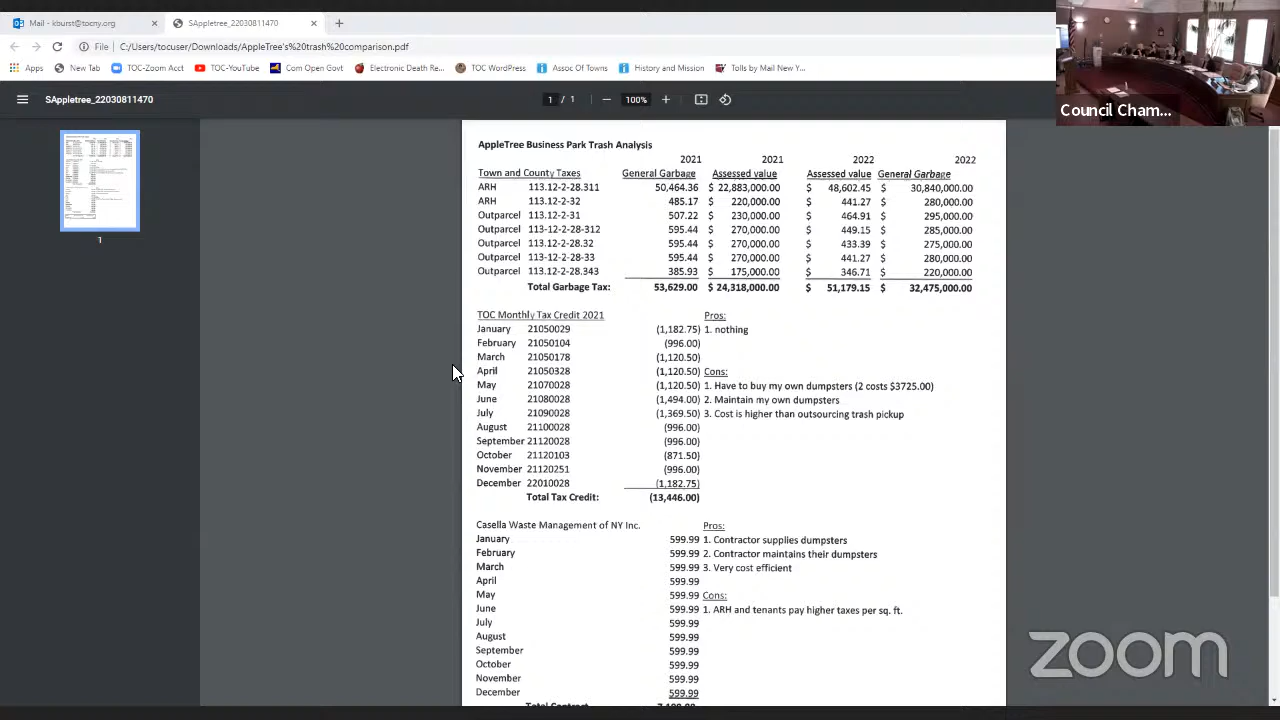 Mail - kburst@tocny.org
SAppletree_22030811470
File C:/Users/tocuser/Downloads/AppleTree's%20trash%20comparison.pdf
Apps New Tab TOC-Zoom Acct TOC-YouTube Com Open Govt Electronic Death Re... TOC WordPress Assoc Of Towns History and Mission Tolls by Mail New Y...
Council Cham...
SAppletree_22030811470 1 / 1 100%
1
AppleTree Business Park Trash Analysis
2021 2021 2022 2022
Town and County Taxes General Garbage Assessed value Assessed value General Garbage
ARH 113.12-2-28.311 50,464.36 $ 22,883,000.00 $ 48,602.45 $ 30,840,000.00
ARH 113.12-2-32 485.17 $ 220,000.00 $ 441.27 $ 280,000.00
Outparcel 113.12-2-31 507.22 $ 230,000.00 $ 464.91 $ 295,000.00
Outparcel 113-12-2-28-312 595.44 $ 270,000.00 $ 449.15 $ 285,000.00
Outparcel 113.12-2-28.32 595.44 $ 270,000.00 $ 433.39 $ 275,000.00
Outparcel 113-12-2-28-33 595.44 $ 270,000.00 $ 441.27 $ 280,000.00
Outparcel 113.12-2-28.343 385.93 $ 175,000.00 $ 346.71 $ 220,000.00
Total Garbage Tax: 53,629.00 $ 24,318,000.00 $ 51,179.15 $ 32,475,000.00
TOC Monthly Tax Credit 2021 Pros:
January 21050029 (1,182.75) 1. nothing
February 21050104 (996.00)
March 21050178 (1,120.50)
April 21050328 (1,120.50) Cons:
May 21070028 (1,120.50) 1. Have to buy my own dumpsters (2 costs $3725.00)
June 21080028 (1,494.00) 2. Maintain my own dumpsters
July 21090028 (1,369.50) 3. Cost is higher than outsourcing trash pickup
August 21100028 (996.00)
September 21120028 (996.00)
October 21120103 (871.50)
November 21120251 (996.00)
December 22010028 (1,182.75)
Total Tax Credit: (13,446.00)
Casella Waste Management of NY Inc. Pros:
January 599.99 1. Contractor supplies dumpsters
February 599.99 2. Contractor maintains their dumpsters
March 599.99 3. Very cost efficient
April 599.99
May 599.99 Cons:
June 599.99 1. ARH and tenants pay higher taxes per sq. ft.
July 599.99
August 599.99
September 599.99
October 599.99
November 599.99
December 599.99
Total Contract
zoom